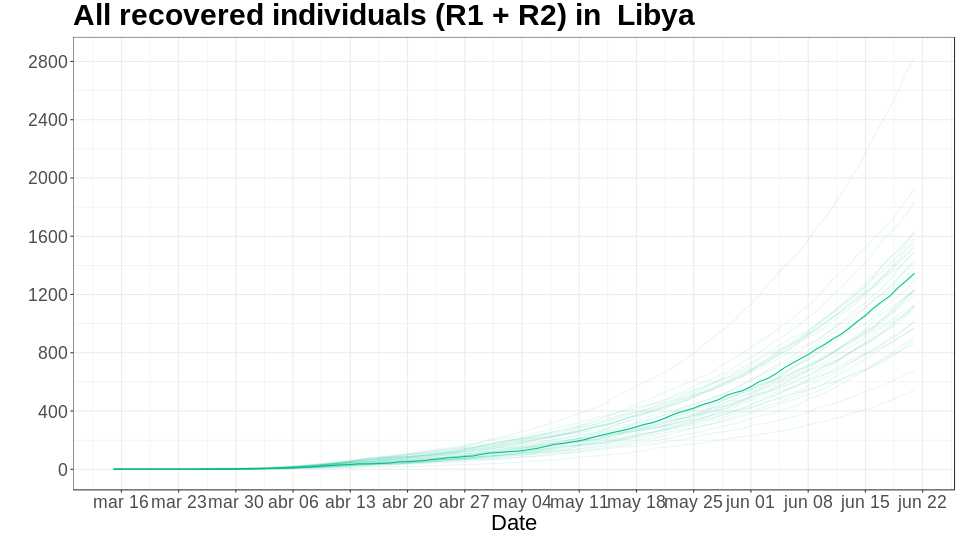 All recovered individuals (R1 + R2) in  Libya
2800
2400
2000
1600
1200
800
400
0
mar 16 mar 23 mar 30 abr 06 abr 13 abr 20 abr 27 may 04 may 11 may 18 may 25 jun 01 jun 08 jun 15 jun 22
Date